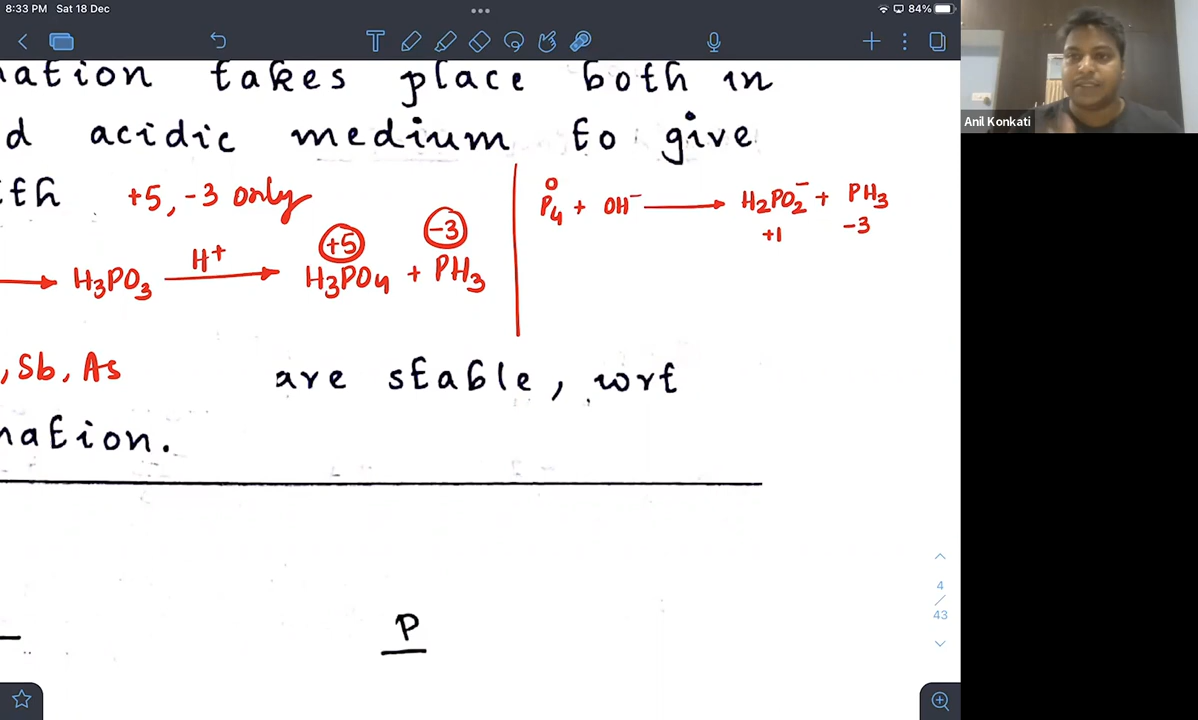 8:33 PM Sat 18 Dec
84%
Anil Konkati
ation takes place both in
d acidic medium to give
ith +5, -3 only
P₄ + OH⁻ → H₂PO₂⁻ + PH₃
0
+1 -3
+5 -3
→ H₃PO₃ H⁺→ H₃PO₄ + PH₃
, Sb, As are stable, wrt
nation.
P
4
/
43